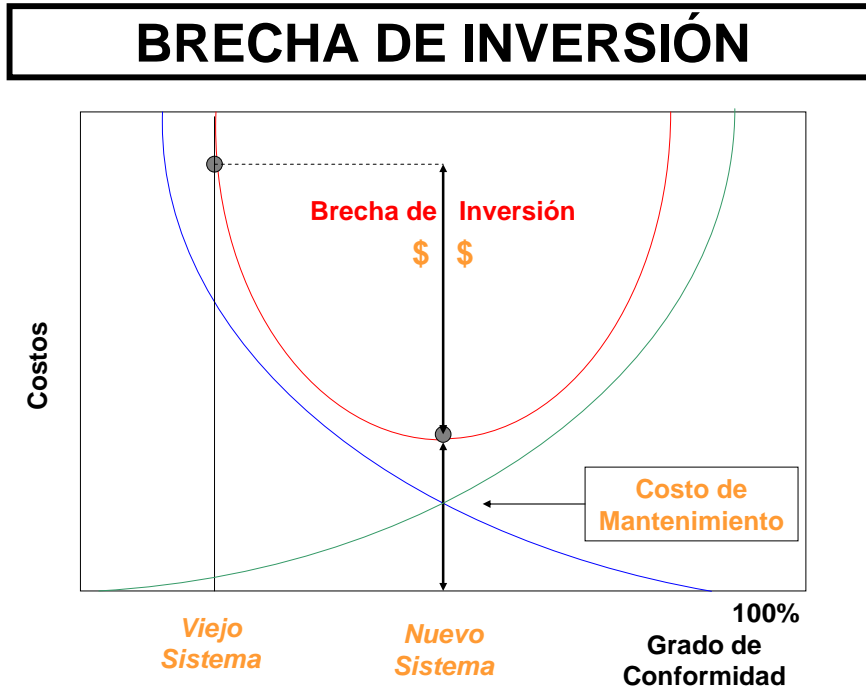 BRECHA DE INVERSIÓN
Brecha de Inversión
$ $
Costos
Costo de
Mantenimiento
Viejo
Sistema
Nuevo
Sistema
100%
Grado de
Conformidad